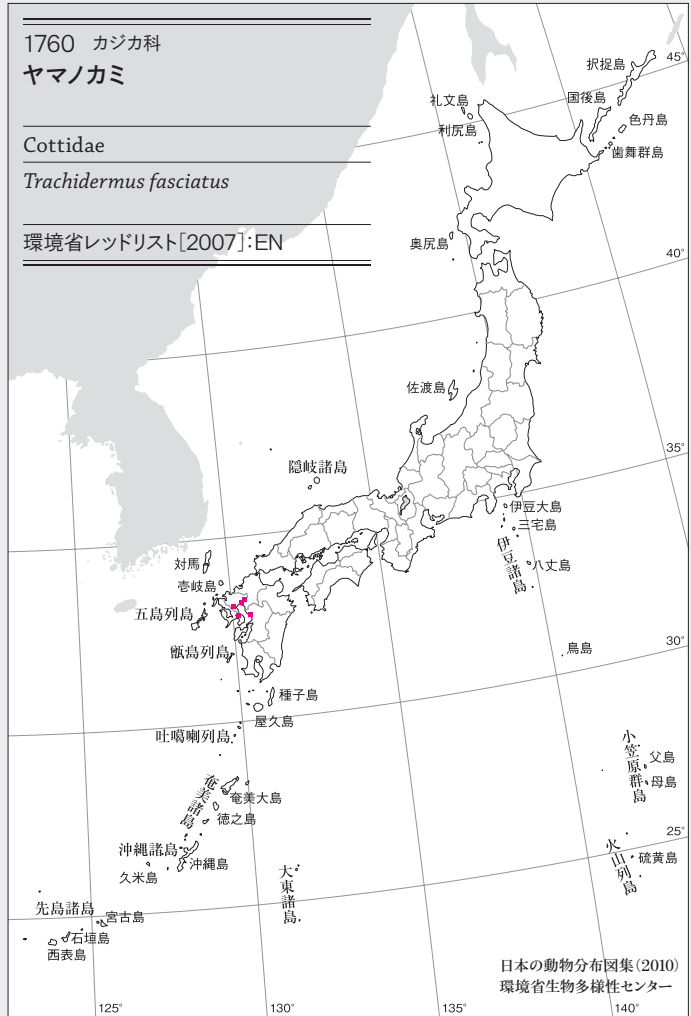 1760 カジカ科
ヤマノカミ
Cottidae
Trachidermus fasciatus
環境省レッドリスト[2007]:EN
択捉島
45°
国後島
礼文島
色丹島
利尻島
歯舞群島
奥尻島
40°
佐渡島
35°
隠岐諸島
伊豆大島
三宅島
伊豆諸島
八丈島
対馬
壱岐島
五島列島
甑島列島
鳥島
30°
種子島
屋久島
吐噶喇列島
小笠原群島
父島
母島
奄美諸島
奄美大島
徳之島
25°
沖縄諸島
沖縄島
久米島
火山列島
硫黄島
大東諸島
先島諸島
宮古島
石垣島
西表島
日本の動物分布図集(2010)
環境省生物多様性センター
125°
130°
135°
140°